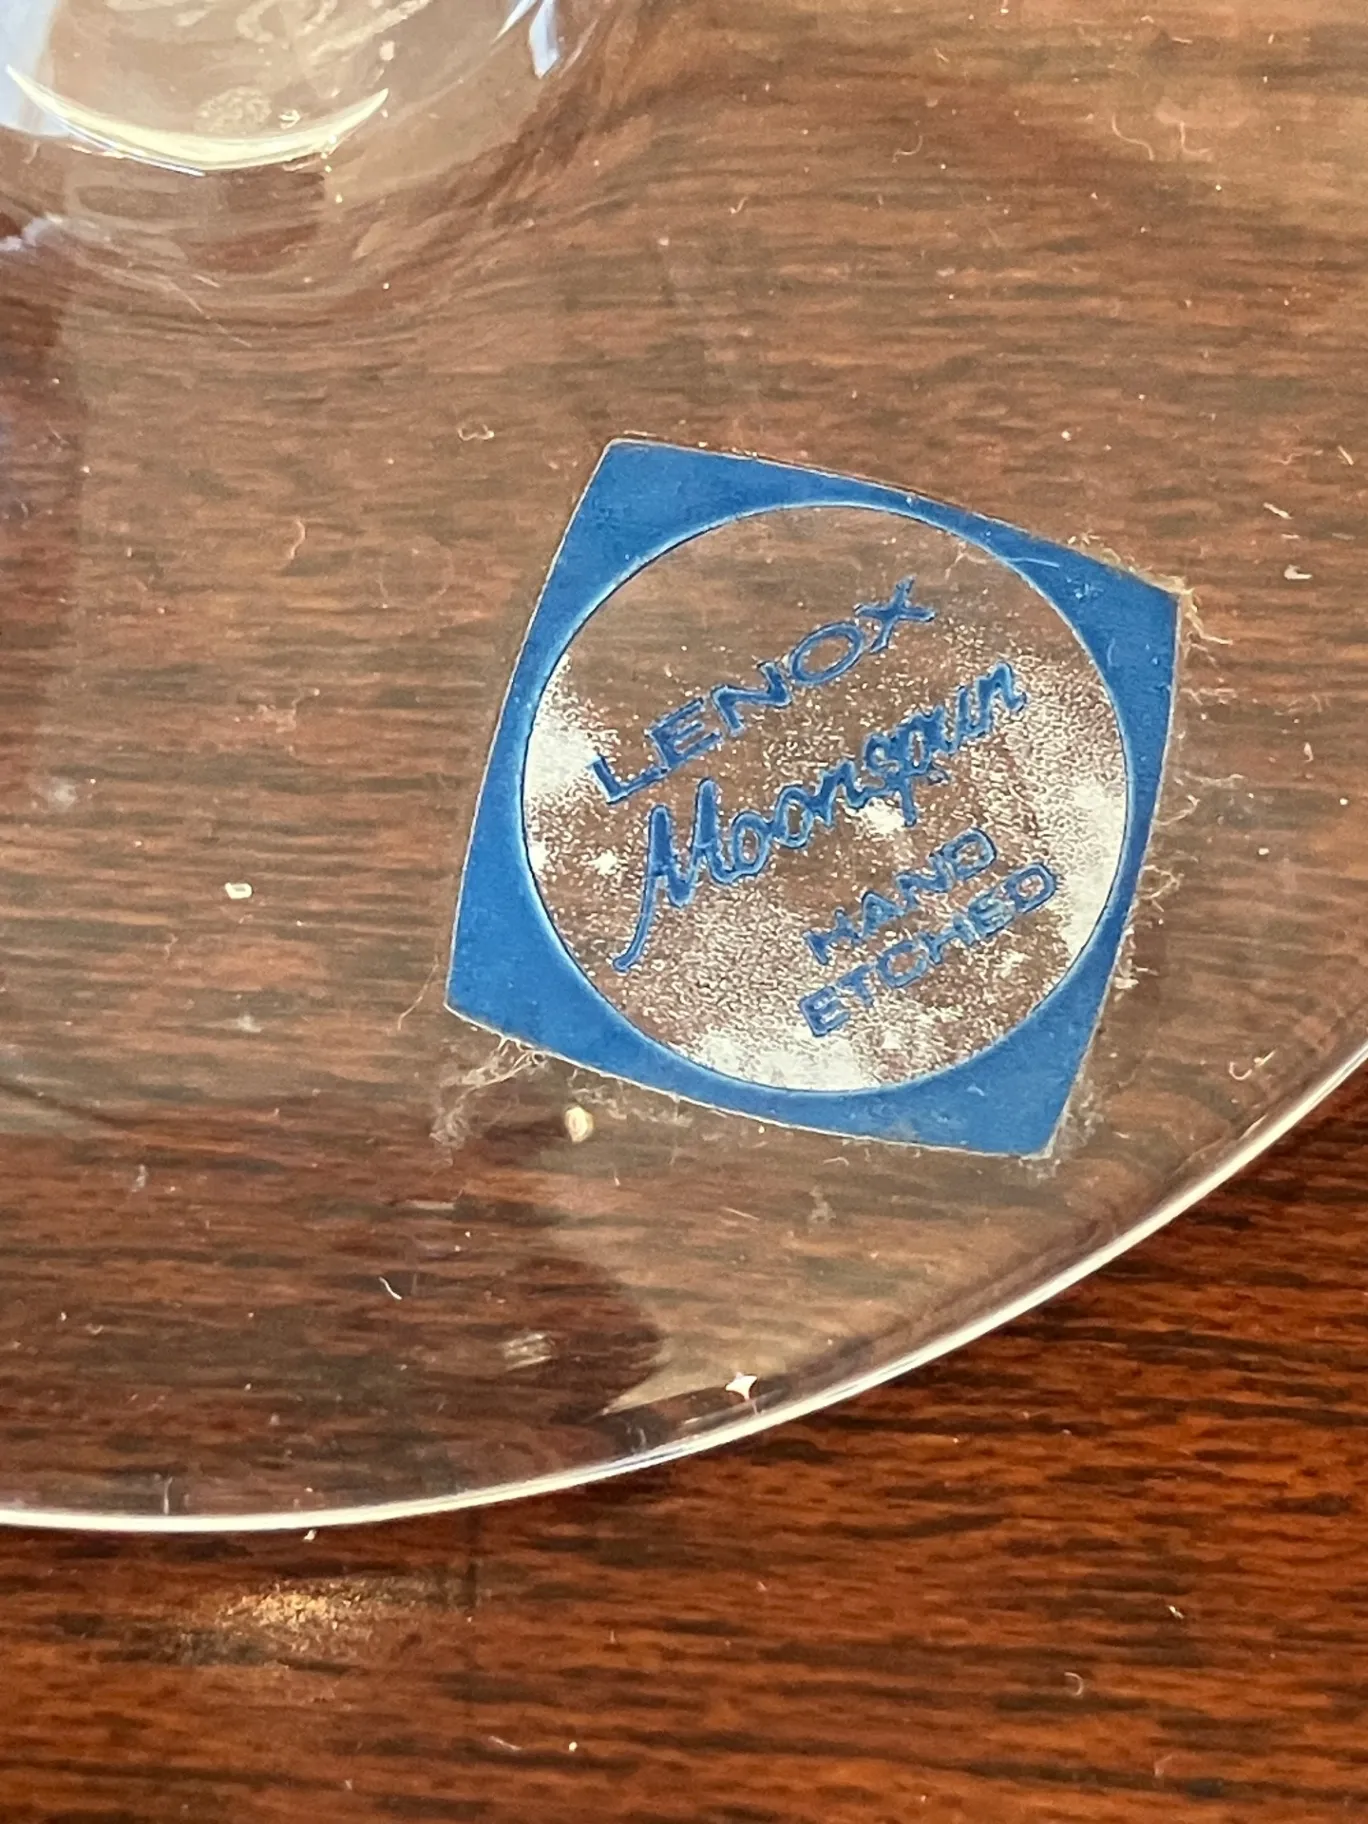 LENOX
Moonspun
HAND
ETCHED